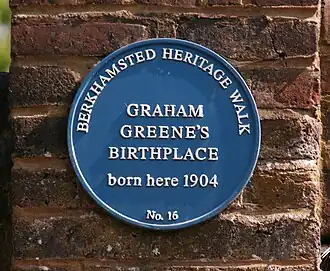 BERKHAMSTED HERITAGE WALK
GRAHAM
GREENE'S
BIRTHPLACE
born here 1904
No. 16